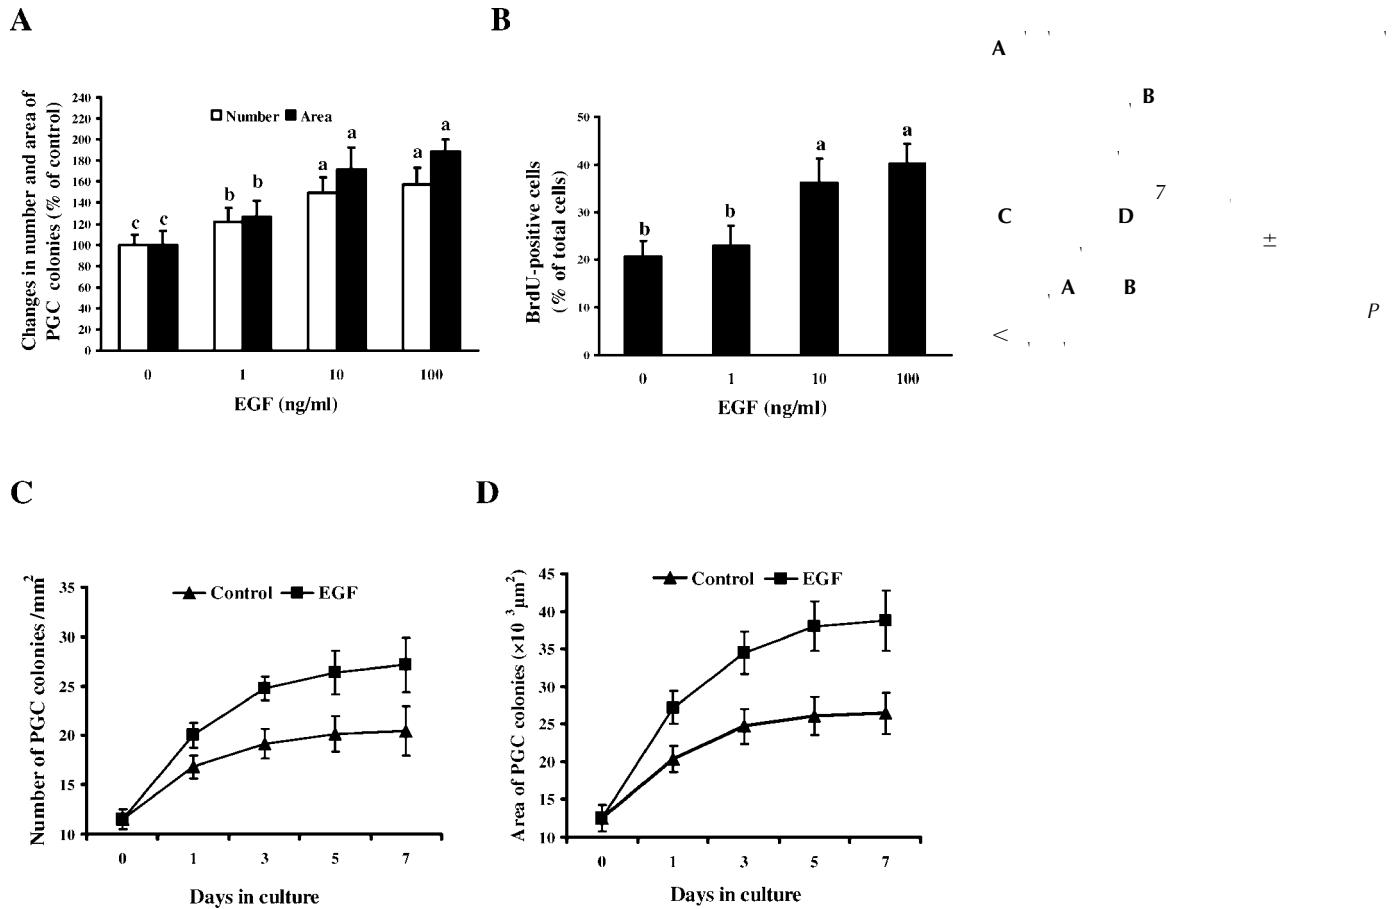 A
Changes in number and area of
PGC colonies (% of control)
240
220
200
180
160
140
120
100
80
60
40
20
0
Number Area
c c b b a a a a
0 1 10 100
EGF (ng/ml)
B
BrdU-positive cells
(% of total cells)
50
40
30
20
10
0
b b a a
0 1 10 100
EGF (ng/ml)
A
B
7
C D
±
A B
P
<
C
Number of PGC colonies /mm²
35
30
25
20
15
10
Control EGF
0 1 3 5 7
Days in culture
D
Area of PGC colonies (×10 ³µm²)
45
40
35
30
25
20
15
10
Control EGF
0 1 3 5 7
Days in culture